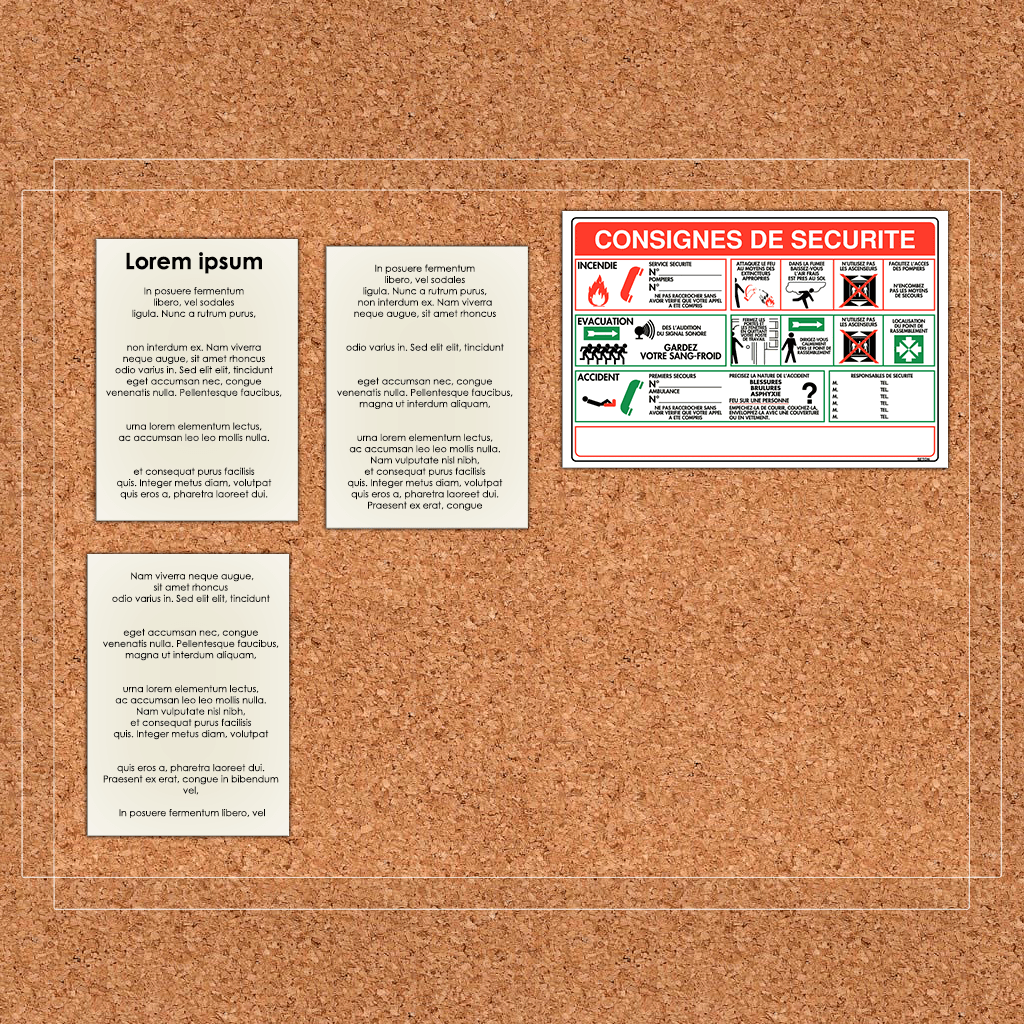 Lorem ipsum
In posuere fermentum
libero, vel sodales
ligula. Nunc a rutrum purus,
non interdum ex. Nam viverra
neque augue, sit amet rhoncus
odio varius in. Sed elit elit, tincidunt
eget accumsan nec, congue
venenatis nulla. Pellentesque faucibus,
urna lorem elementum lectus,
ac accumsan leo leo mollis nulla.
et consequat purus facilisis
quis. Integer metus diam, volutpat
quis eros a, pharetra laoreet dui.
In posuere fermentum
libero, vel sodales
ligula. Nunc a rutrum purus,
non interdum ex. Nam viverra
neque augue, sit amet rhoncus
odio varius in. Sed elit elit, tincidunt
eget accumsan nec, congue
venenatis nulla. Pellentesque faucibus,
magna ut interdum aliquam,
urna lorem elementum lectus,
ac accumsan leo leo mollis nulla.
Nam vulputate nisl nibh,
et consequat purus facilisis
quis. Integer metus diam, volutpat
quis eros a, pharetra laoreet dui.
Praesent ex erat, congue
CONSIGNES DE SECURITE
INCENDIE
SERVICE SECURITE
N°
POMPIERS
N°
NE PAS RACCROCHER SANS
AVOIR VERIFIE QUE VOTRE APPEL
A ETE COMPRIS
ATTAQUEZ LE FEU
AU MOYENS DES
EXTINCTEURS
APPROPRIES
DANS LA FUMEE
BAISSEZ-VOUS
L'AIR FRAIS
EST PRES AU SOL
N'UTILISEZ PAS
LES ASCENSEURS
FACILITEZ L'ACCES
DES POMPIERS
N'ENCOMBEZ
PAS LES MOYENS
DE SECOURS
EVACUATION
DES L'AUDITION
DU SIGNAL SONORE
GARDEZ
VOTRE SANG-FROID
FERMEZ LES
PORTES ET
LES FENETRES
EN QUITTANT
VOTRE POSTE
DE TRAVAIL
DIRIGEZ-VOUS
CALMEMENT
VERS LE POINT DE
RASSEMBLEMENT
N'UTILISEZ PAS
LES ASCENSEURS
LOCALISATION
DU POINT DE
RASSEMBLEMENT
ACCIDENT
PREMIERS SECOURS
N°
AMBULANCE
N°
NE PAS RACCROCHER SANS
AVOIR VERIFIE QUE VOTRE APPEL
A ETE COMPRIS
PRECISEZ LA NATURE DE L'ACCIDENT
BLESSURES
BRULURES
ASPHYXIE
FEU SUR UNE PERSONNE
?
EMPECHEZ-LA DE COURIR, COUCHEZ-LA,
ENVELOPPEZ-LA AVEC UNE COUVERTURE
OU EN VETEMENT.
RESPONSABLES DE SECURITE
M. TEL.
M. TEL.
M. TEL.
M. TEL.
M. TEL.
M. TEL.
Nam viverra neque augue,
sit amet rhoncus
odio varius in. Sed elit elit, tincidunt
eget accumsan nec, congue
venenatis nulla. Pellentesque faucibus,
magna ut interdum aliquam,
urna lorem elementum lectus,
ac accumsan leo leo mollis nulla.
Nam vulputate nisl nibh,
et consequat purus facilisis
quis. Integer metus diam, volutpat
quis eros a, pharetra laoreet dui.
Praesent ex erat, congue in bibendum
vel,
In posuere fermentum libero, vel